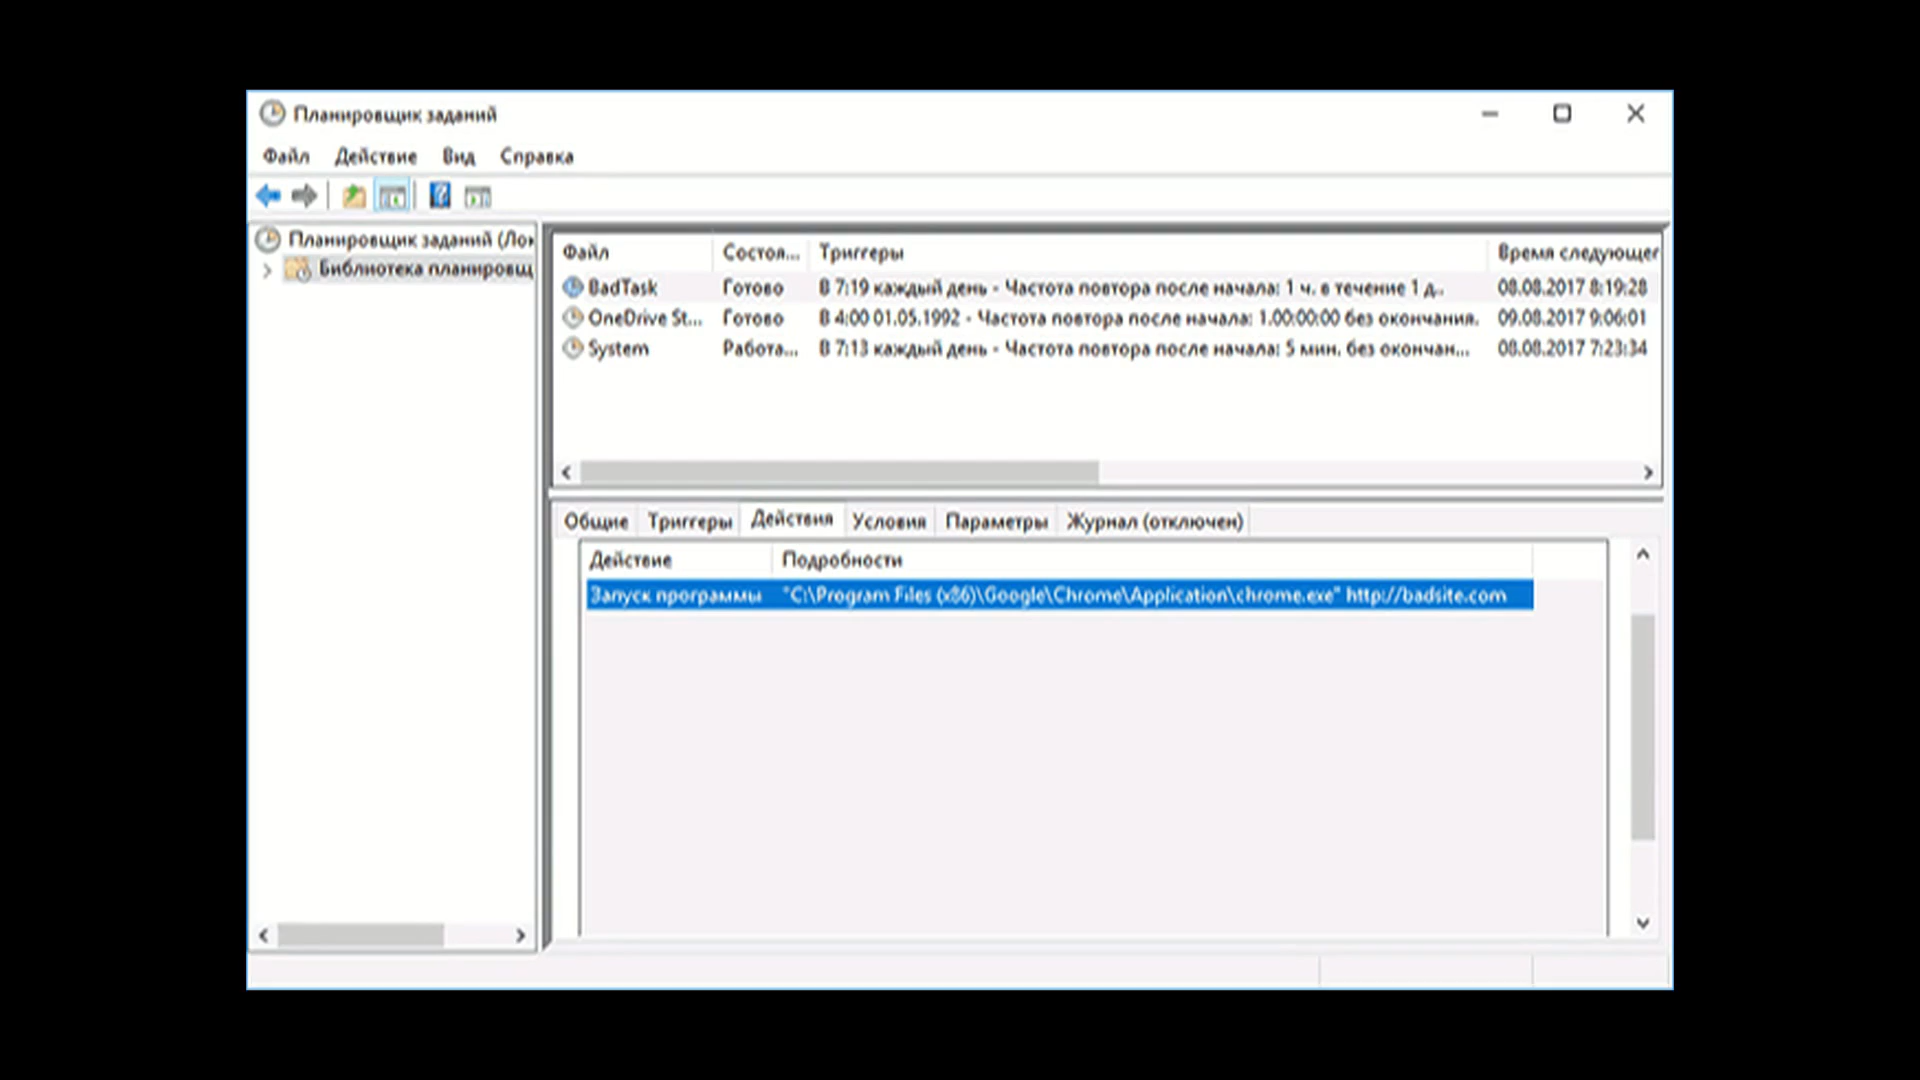 Планировщик заданий
Файл Действие Вид Справка
Планировщик заданий (Лок
Библиотека планировщ
Файл Состоя... Триггеры Время следующег
BadTask Готово В 7:19 каждый день - Частота повтора после начала: 1 ч. в течение 1 д.. 08.08.2017 8:19:28
OneDrive St... Готово В 4:00 01.05.1992 - Частота повтора после начала: 1.00:00:00 без окончания. 09.08.2017 9:06:01
System Работа... В 7:13 каждый день - Частота повтора после начала: 5 мин. без окончан... 08.08.2017 7:23:34
Общие Триггеры Действия Условия Параметры Журнал (отключен)
Действие Подробности
Запуск программы "C:\Program Files (x86)\Google\Chrome\Application\chrome.exe" http://badsite.com